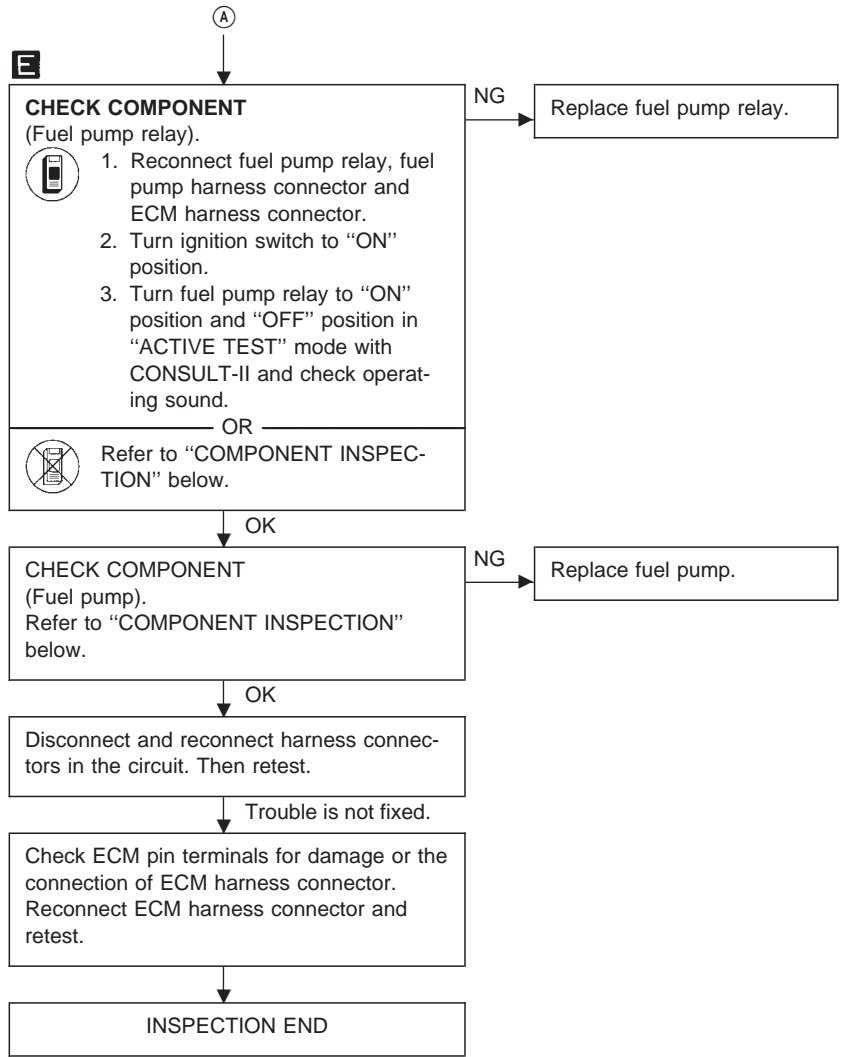 A
E
CHECK COMPONENT
(Fuel pump relay).
1. Reconnect fuel pump relay, fuel
pump harness connector and
ECM harness connector.
2. Turn ignition switch to ‘‘ON’’
position.
3. Turn fuel pump relay to ‘‘ON’’
position and ‘‘OFF’’ position in
‘‘ACTIVE TEST’’ mode with
CONSULT-II and check operat-
ing sound.
OR
Refer to ‘‘COMPONENT INSPEC-
TION’’ below.
NG
Replace fuel pump relay.
OK
CHECK COMPONENT
(Fuel pump).
Refer to ‘‘COMPONENT INSPECTION’’
below.
NG
Replace fuel pump.
OK
Disconnect and reconnect harness connec-
tors in the circuit. Then retest.
Trouble is not fixed.
Check ECM pin terminals for damage or the
connection of ECM harness connector.
Reconnect ECM harness connector and
retest.
INSPECTION END